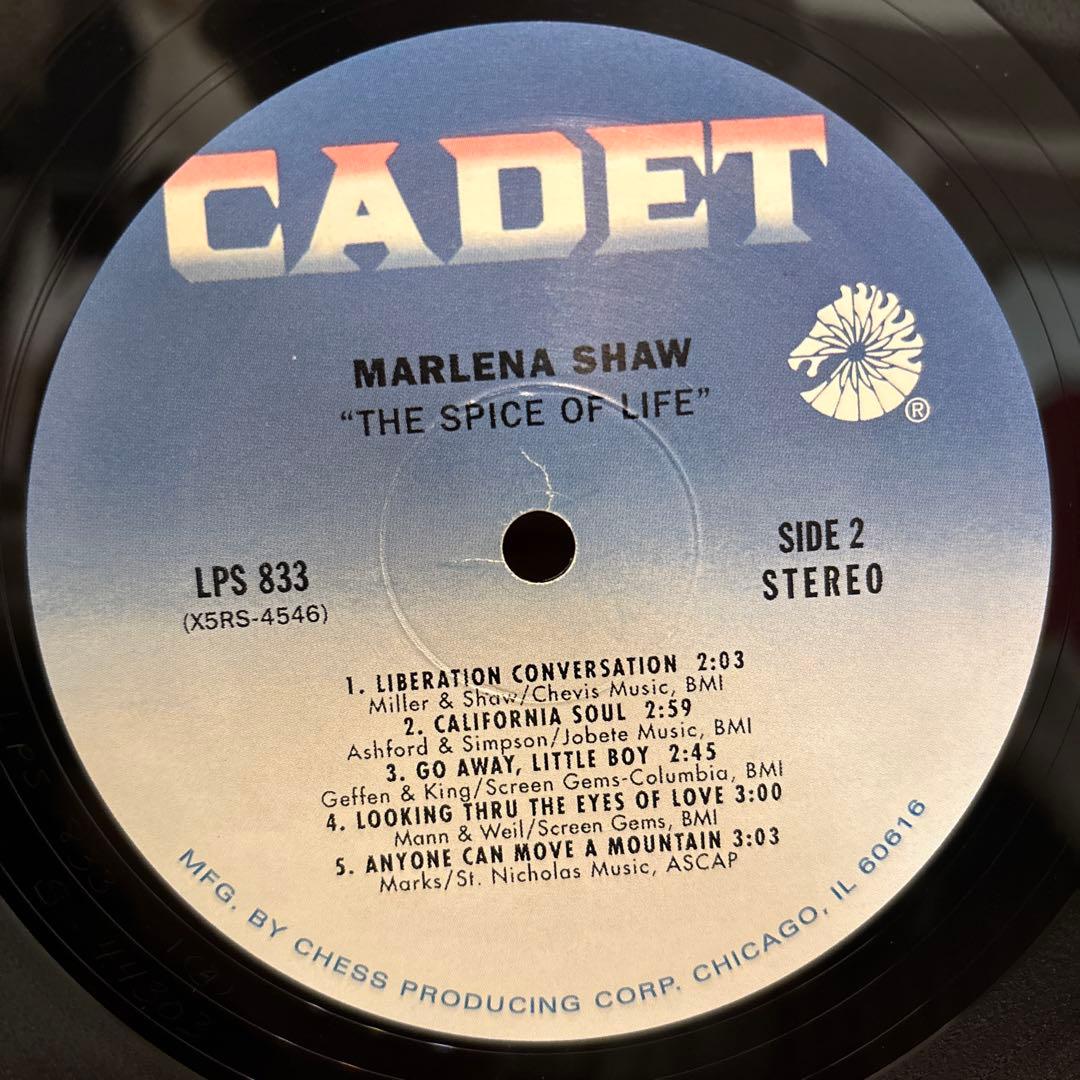 CADET
MARLENA SHAW
“THE SPICE OF LIFE”
®
SIDE 2
STEREO
LPS 833
(X5RS-4546)
1. LIBERATION CONVERSATION 2:03
Miller & Shaw/Chevis Music, BMI
2. CALIFORNIA SOUL 2:59
Ashford & Simpson/Jobete Music, BMI
3. GO AWAY, LITTLE BOY 2:45
Geffen & King/Screen Gems-Columbia, BMI
4. LOOKING THRU THE EYES OF LOVE 3:00
Mann & Weil/Screen Gems, BMI
5. ANYONE CAN MOVE A MOUNTAIN 3:03
Marks/St. Nicholas Music, ASCAP
MFG. BY CHESS PRODUCING CORP. CHICAGO, IL 60616